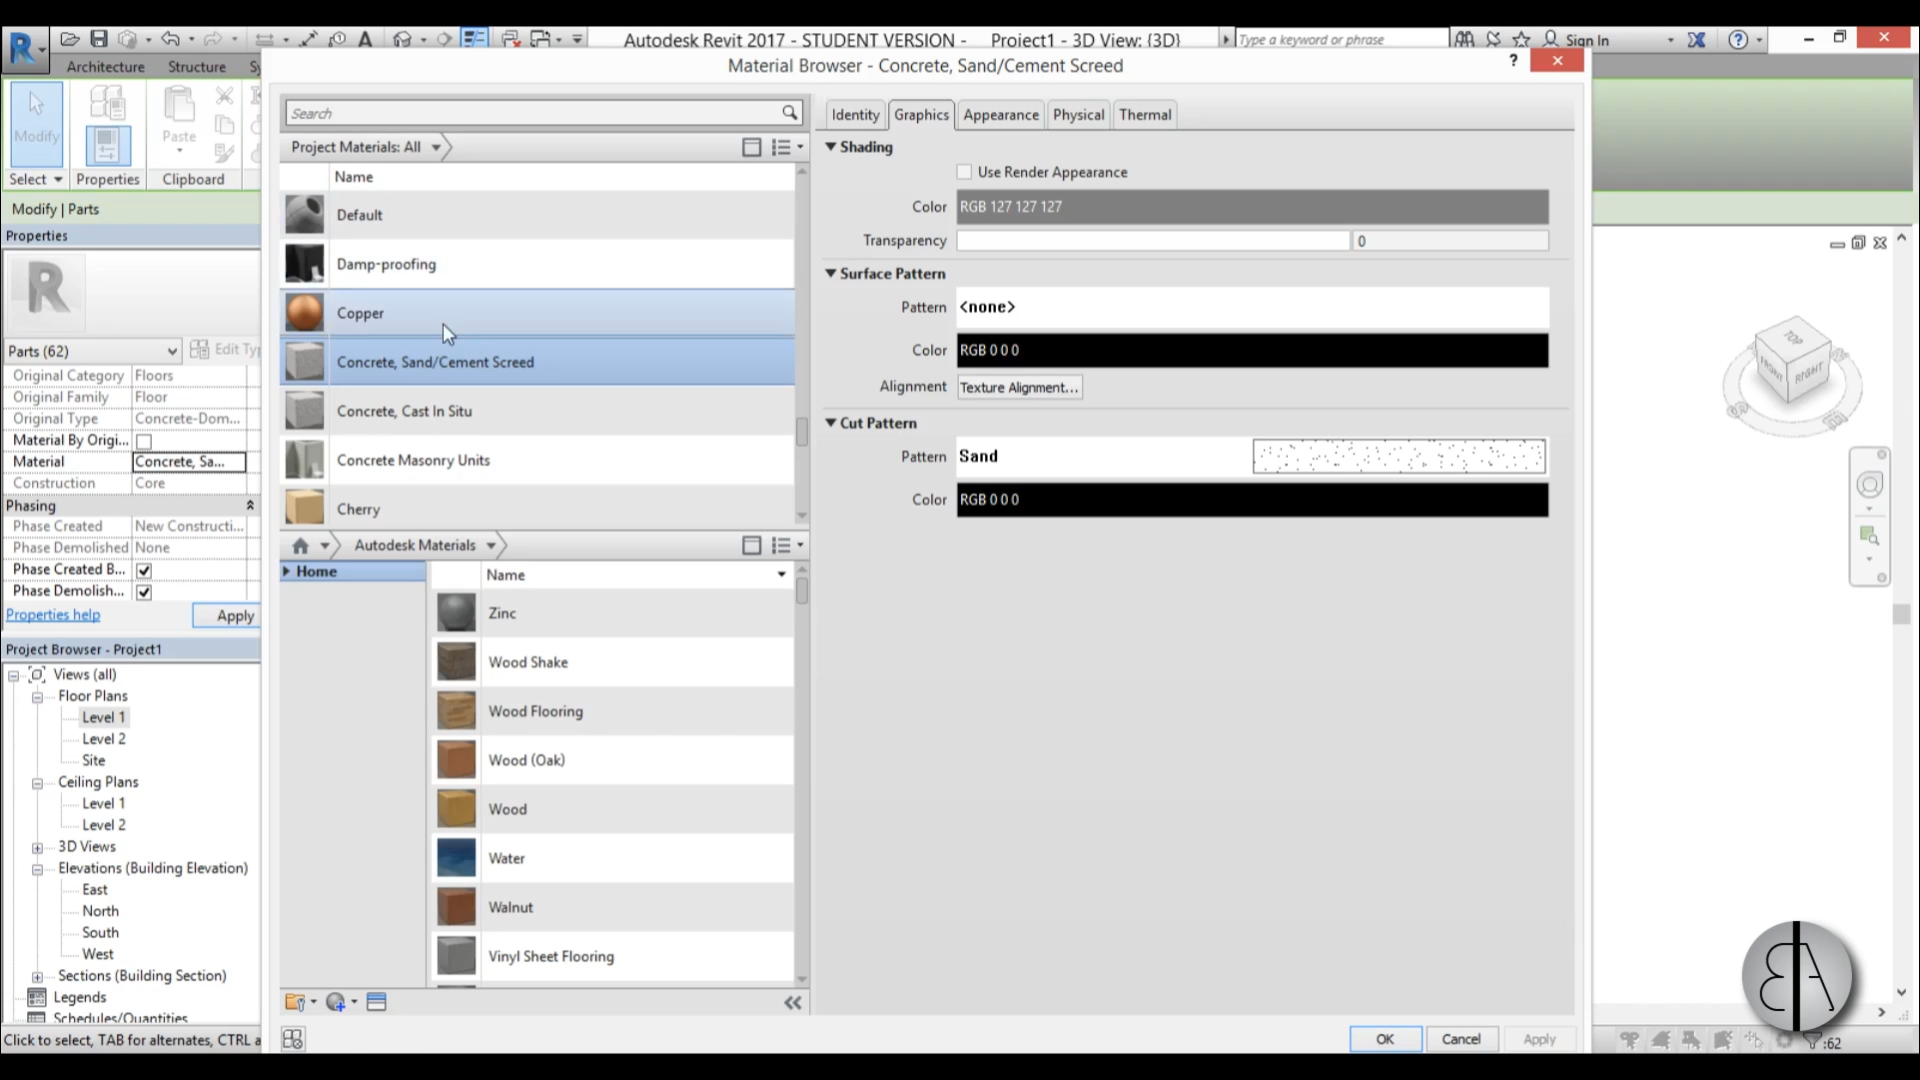 Autodesk Revit 2017 - STUDENT VERSION - Project1 - 3D View: {3D}
Type a keyword or phrase
Sign In
Architecture
Structure
Material Browser - Concrete, Sand/Cement Screed
Modify
Paste
Select
Properties
Clipboard
Modify | Parts
Properties
Parts (62)
Edit Typ
Original Category Floors
Original Family Floor
Original Type Concrete-Dom...
Material By Origi...
Material Concrete, Sa...
Construction Core
Phasing
Phase Created New Constructi...
Phase Demolished None
Phase Created B...
Phase Demolish...
Properties help
Apply
Project Browser - Project1
Views (all)
Floor Plans
Level 1
Level 2
Site
Ceiling Plans
Level 1
Level 2
3D Views
Elevations (Building Elevation)
East
North
South
West
Sections (Building Section)
Legends
Schedules/Quantities
Click to select, TAB for alternates, CTRL a
Search
Project Materials: All
Name
Default
Damp-proofing
Copper
Concrete, Sand/Cement Screed
Concrete, Cast In Situ
Concrete Masonry Units
Cherry
Autodesk Materials
Home
Name
Zinc
Wood Shake
Wood Flooring
Wood (Oak)
Wood
Water
Walnut
Vinyl Sheet Flooring
Identity
Graphics
Appearance
Physical
Thermal
Shading
Use Render Appearance
Color RGB 127 127 127
Transparency 0
Surface Pattern
Pattern <none>
Color RGB 0 0 0
Alignment Texture Alignment...
Cut Pattern
Pattern Sand
Color RGB 0 0 0
OK
Cancel
Apply
TOP
FRONT
RIGHT
:62